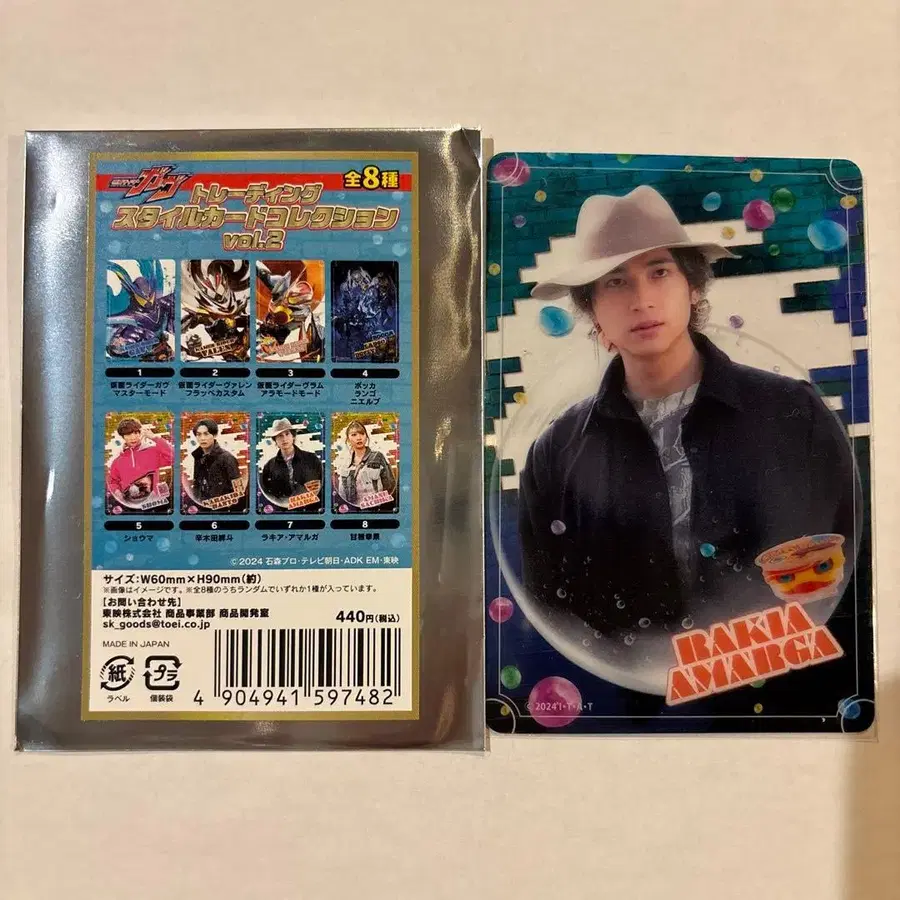 仮面ライダーガヴ
全8種
トレーディング
スタイルカードコレクション
vol.2
1
2
3
4
仮面ライダーガヴ
マスターモード
仮面ライダーヴァレン
フラッペカスタム
仮面ライダーヴラム
アラモードモード
ボッカ
ランゴ
ニエルブ
SHOMA
KARAKIDA
HANTO
RAKIA
AMARGA
AMANE
SACHIKA
5
6
7
8
ショウマ
辛木田絆斗
ラキア・アマルガ
甘根幸果
©2024 石森プロ・テレビ朝日・ADK EM・東映
サイズ:W60mm×H90mm(約)
※画像はイメージです。※全8種のうちランダムでいずれか1種が入っています。
【お問い合わせ先】
東映株式会社 商品事業部 商品開発室
sk_goods@toei.co.jp
440円(税込)
MADE IN JAPAN
紙
ラベル
プラ
個装袋
4 904941 597482
RAKIA
AMARGA
©2024 I・T・A・T